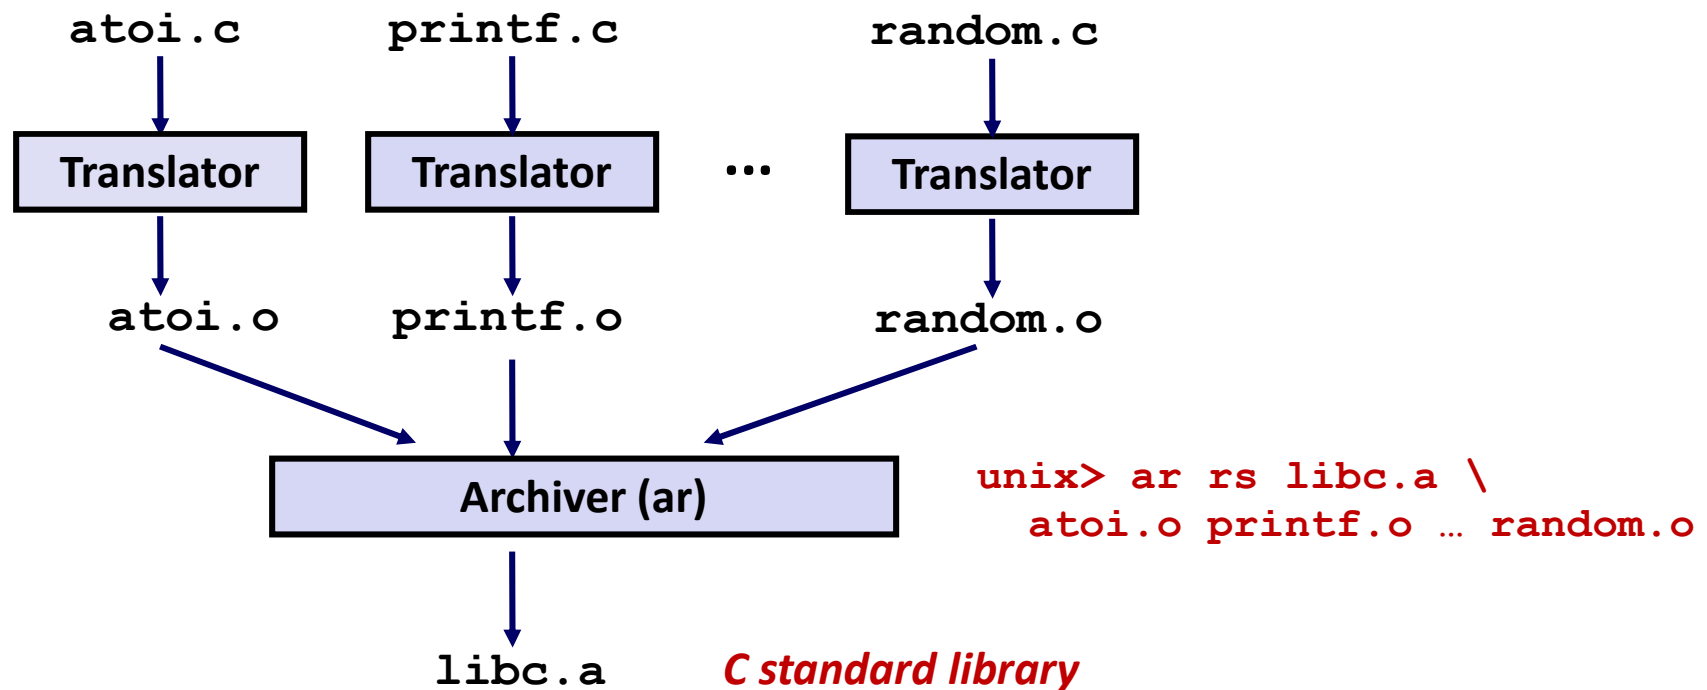 atoi.c printf.c random.c
Translator Translator ... Translator
atoi.o printf.o random.o
Archiver (ar)
unix> ar rs libc.a \
atoi.o printf.o … random.o
libc.a C standard library